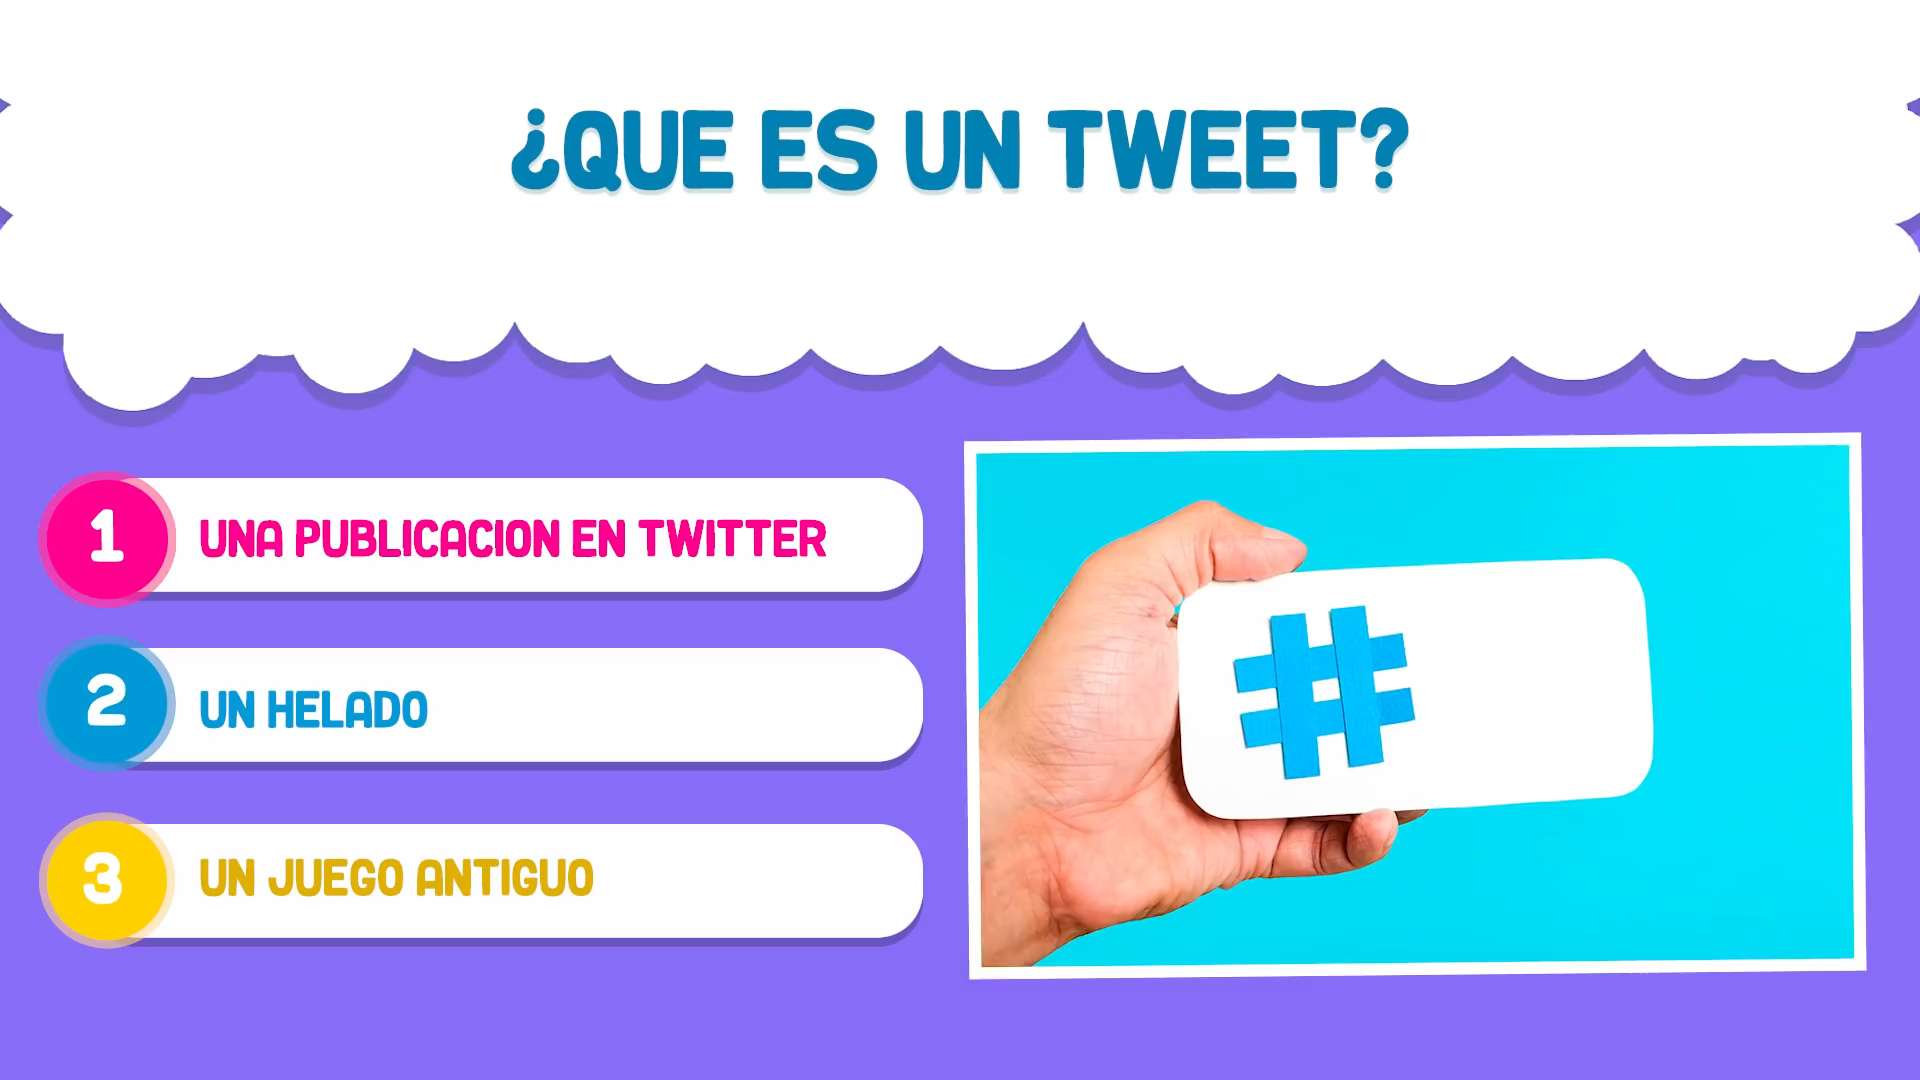 ¿QUE ES UN TWEET?
1 UNA PUBLICACION EN TWITTER
2 UN HELADO
3 UN JUEGO ANTIGUO
#